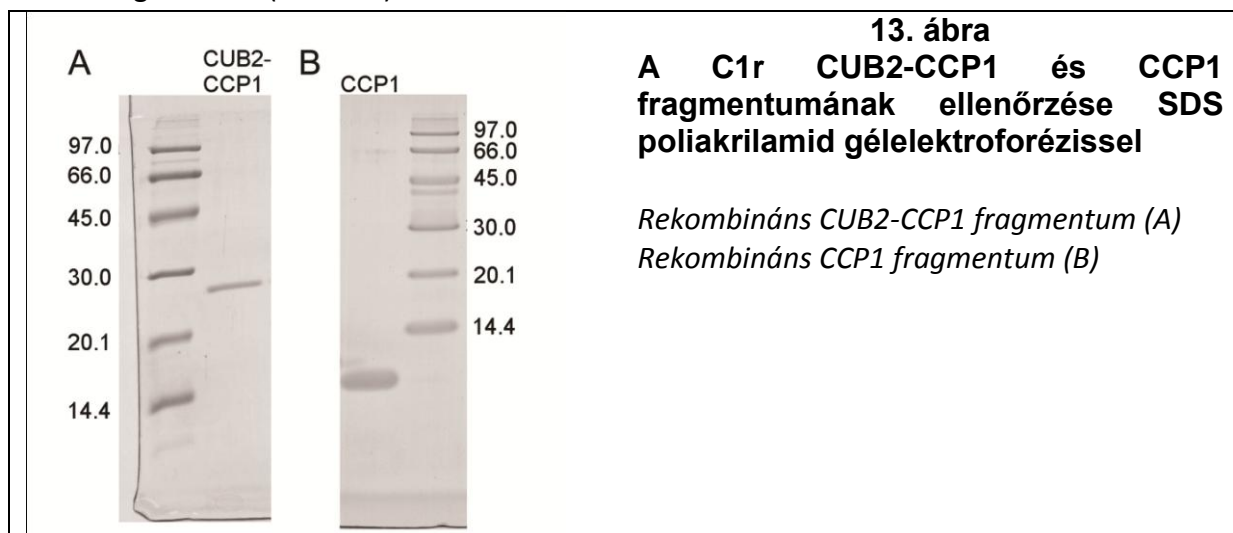 A
CUB2-
CCP1
97.0
66.0
45.0
30.0
20.1
14.4
B
CCP1
97.0
66.0
45.0
30.0
20.1
14.4
13. ábra
A C1r CUB2-CCP1 és CCP1
fragmentumának ellenőrzése SDS
poliakrilamid gélelektroforézissel
Rekombináns CUB2-CCP1 fragmentum (A)
Rekombináns CCP1 fragmentum (B)